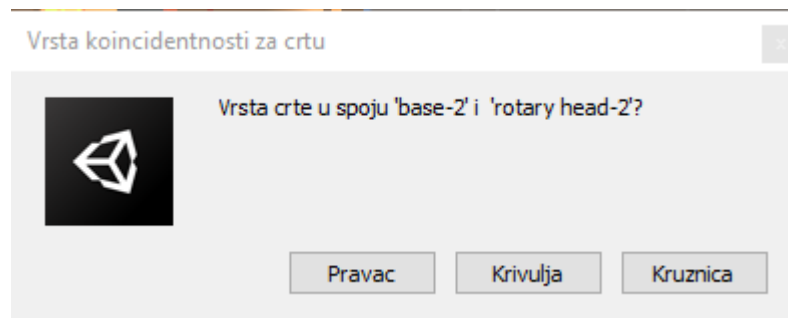 Vrsta koincidentnosti za crtu
Vrsta crte u spoju 'base-2' i 'rotary head-2'?
Pravac Krivulja Kruznica